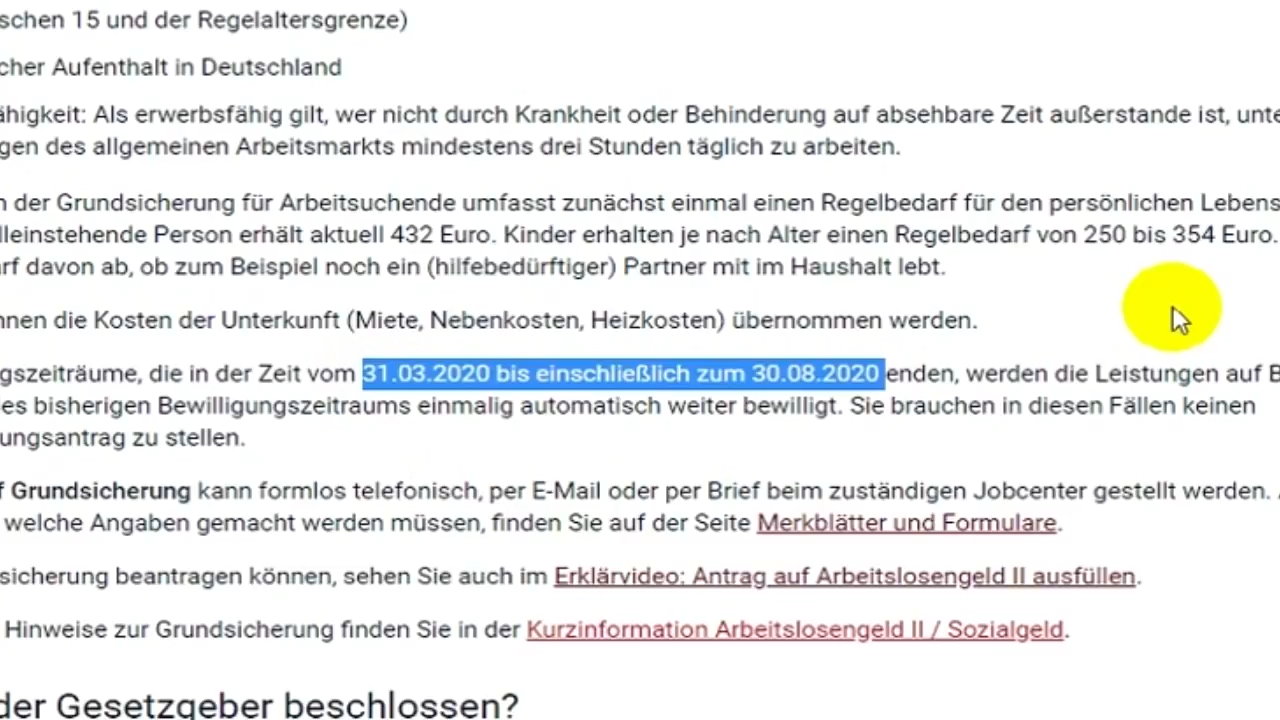 schen 15 und der Regelaltersgrenze)
cher Aufenthalt in Deutschland
ähigkeit: Als erwerbsfähig gilt, wer nicht durch Krankheit oder Behinderung auf absehbare Zeit außerstande ist, unte
gen des allgemeinen Arbeitsmarkts mindestens drei Stunden täglich zu arbeiten.
n der Grundsicherung für Arbeitsuchende umfasst zunächst einmal einen Regelbedarf für den persönlichen Lebens
lleinstehende Person erhält aktuell 432 Euro. Kinder erhalten je nach Alter einen Regelbedarf von 250 bis 354 Euro.
arf davon ab, ob zum Beispiel noch ein (hilfebedürftiger) Partner mit im Haushalt lebt.
nnen die Kosten der Unterkunft (Miete, Nebenkosten, Heizkosten) übernommen werden.
gszeiträume, die in der Zeit vom 31.03.2020 bis einschließlich zum 30.08.2020 enden, werden die Leistungen auf B
es bisherigen Bewilligungszeitraums einmalig automatisch weiter bewilligt. Sie brauchen in diesen Fällen keinen
ungsantrag zu stellen.
f Grundsicherung kann formlos telefonisch, per E-Mail oder per Brief beim zuständigen Jobcenter gestellt werden.
welche Angaben gemacht werden müssen, finden Sie auf der Seite Merkblätter und Formulare.
sicherung beantragen können, sehen Sie auch im Erklärvideo: Antrag auf Arbeitslosengeld II ausfüllen.
Hinweise zur Grundsicherung finden Sie in der Kurzinformation Arbeitslosengeld II / Sozialgeld.
der Gesetzgeber beschlossen?